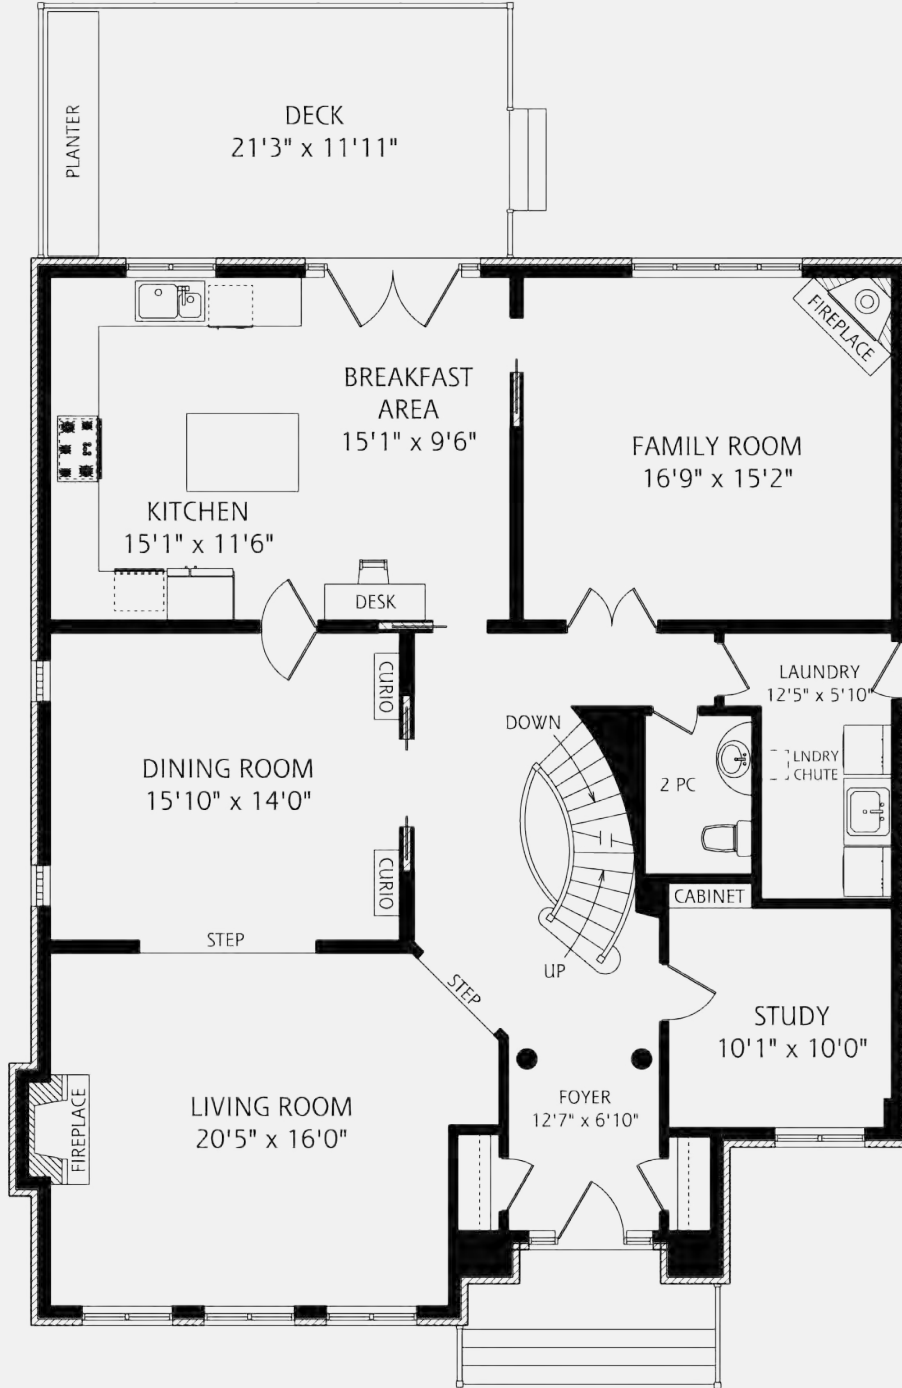 PLANTER
DECK
21'3" x 11'11"
FIREPLACE
BREAKFAST
AREA
15'1" x 9'6"
FAMILY ROOM
16'9" x 15'2"
KITCHEN
15'1" x 11'6"
DESK
CURIO
LAUNDRY
12'5" x 5'10"
DOWN
LNDRY
CHUTE
DINING ROOM
15'10" x 14'0"
2 PC
CURIO
CABINET
STEP
UP
STEP
STUDY
10'1" x 10'0"
FIREPLACE
LIVING ROOM
20'5" x 16'0"
FOYER
12'7" x 6'10"